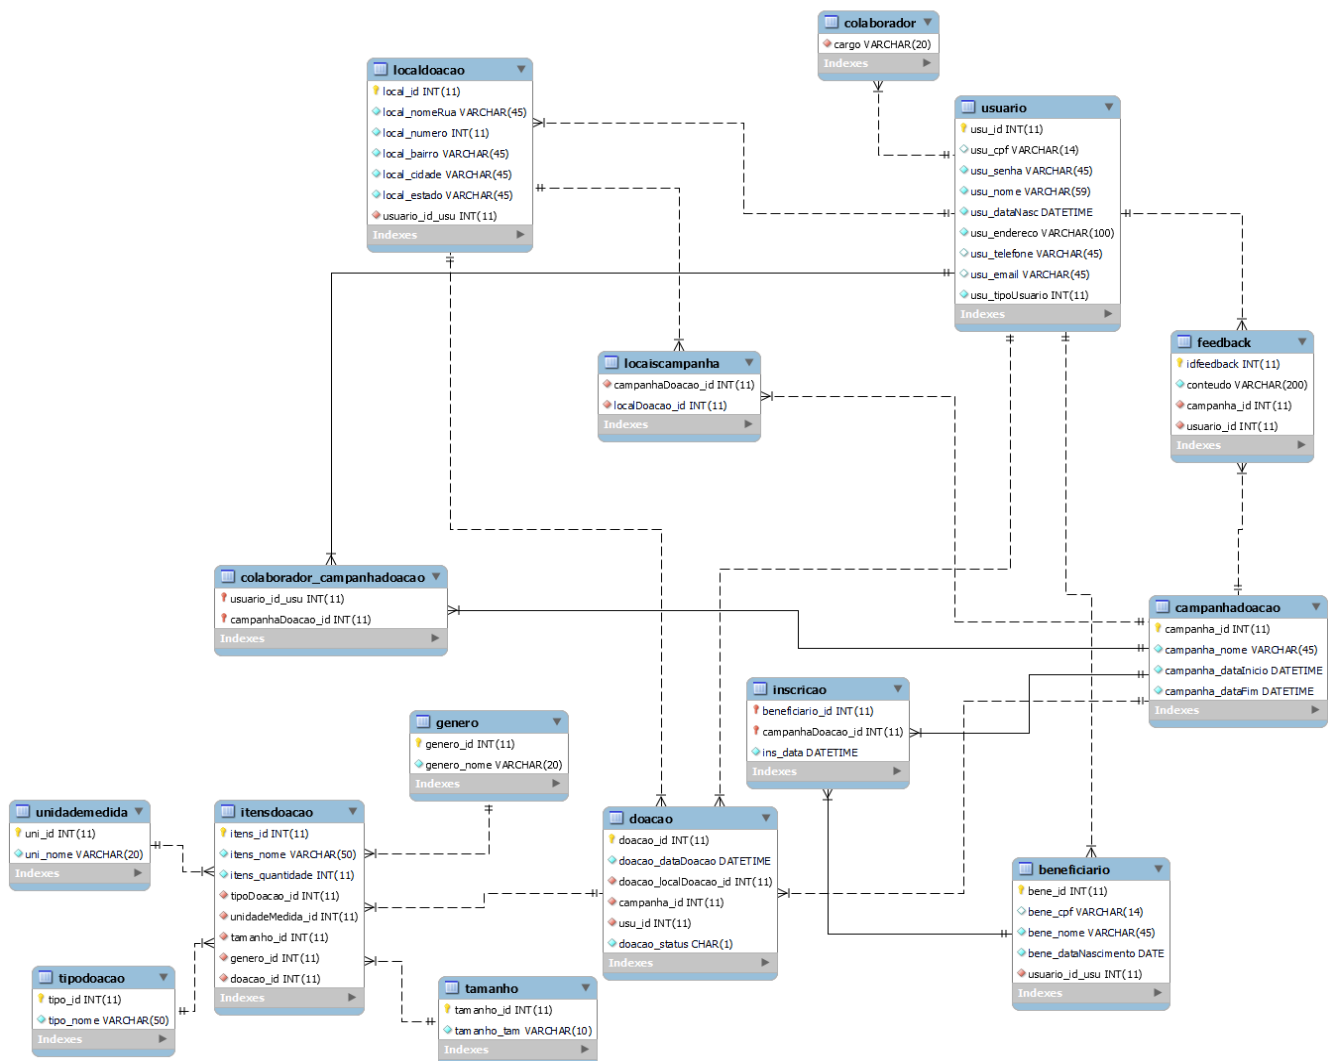 colaborador
cargo VARCHAR(20)
Indexes
localdoacao
local_id INT(11)
local_nomeRua VARCHAR(45)
local_numero INT(11)
local_bairro VARCHAR(45)
local_cidade VARCHAR(45)
local_estado VARCHAR(45)
usuario_id_usu INT(11)
Indexes
usuario
usu_id INT(11)
usu_cpf VARCHAR(14)
usu_senha VARCHAR(45)
usu_nome VARCHAR(59)
usu_dataNasc DATETIME
usu_endereco VARCHAR(100)
usu_telefone VARCHAR(45)
usu_email VARCHAR(45)
usu_tipoUsuario INT(11)
Indexes
feedback
idfeedback INT(11)
conteudo VARCHAR(200)
campanha_id INT(11)
usuario_id INT(11)
Indexes
locaiscampanha
campanhaDoacao_id INT(11)
localDoacao_id INT(11)
Indexes
colaborador_campanhadoacao
usuario_id_usu INT(11)
campanhaDoacao_id INT(11)
Indexes
campanhadoacao
campanha_id INT(11)
campanha_nome VARCHAR(45)
campanha_dataInicio DATETIME
campanha_dataFim DATETIME
Indexes
inscricao
beneficiario_id INT(11)
campanhaDoacao_id INT(11)
ins_data DATETIME
Indexes
genero
genero_id INT(11)
genero_nome VARCHAR(20)
Indexes
unidademedida
uni_id INT(11)
uni_nome VARCHAR(20)
Indexes
itensdoacao
itens_id INT(11)
itens_nome VARCHAR(50)
itens_quantidade INT(11)
tipoDoacao_id INT(11)
unidadeMedida_id INT(11)
tamanho_id INT(11)
genero_id INT(11)
doacao_id INT(11)
Indexes
doacao
doacao_id INT(11)
doacao_dataDoacao DATETIME
doacao_localDoacao_id INT(11)
campanha_id INT(11)
usu_id INT(11)
doacao_status CHAR(1)
Indexes
beneficiario
bene_id INT(11)
bene_cpf VARCHAR(14)
bene_nome VARCHAR(45)
bene_dataNascimento DATE
usuario_id_usu INT(11)
Indexes
tipodoacao
tipo_id INT(11)
tipo_nome VARCHAR(50)
Indexes
tamanho
tamanho_id INT(11)
tamanho_tam VARCHAR(10)
Indexes